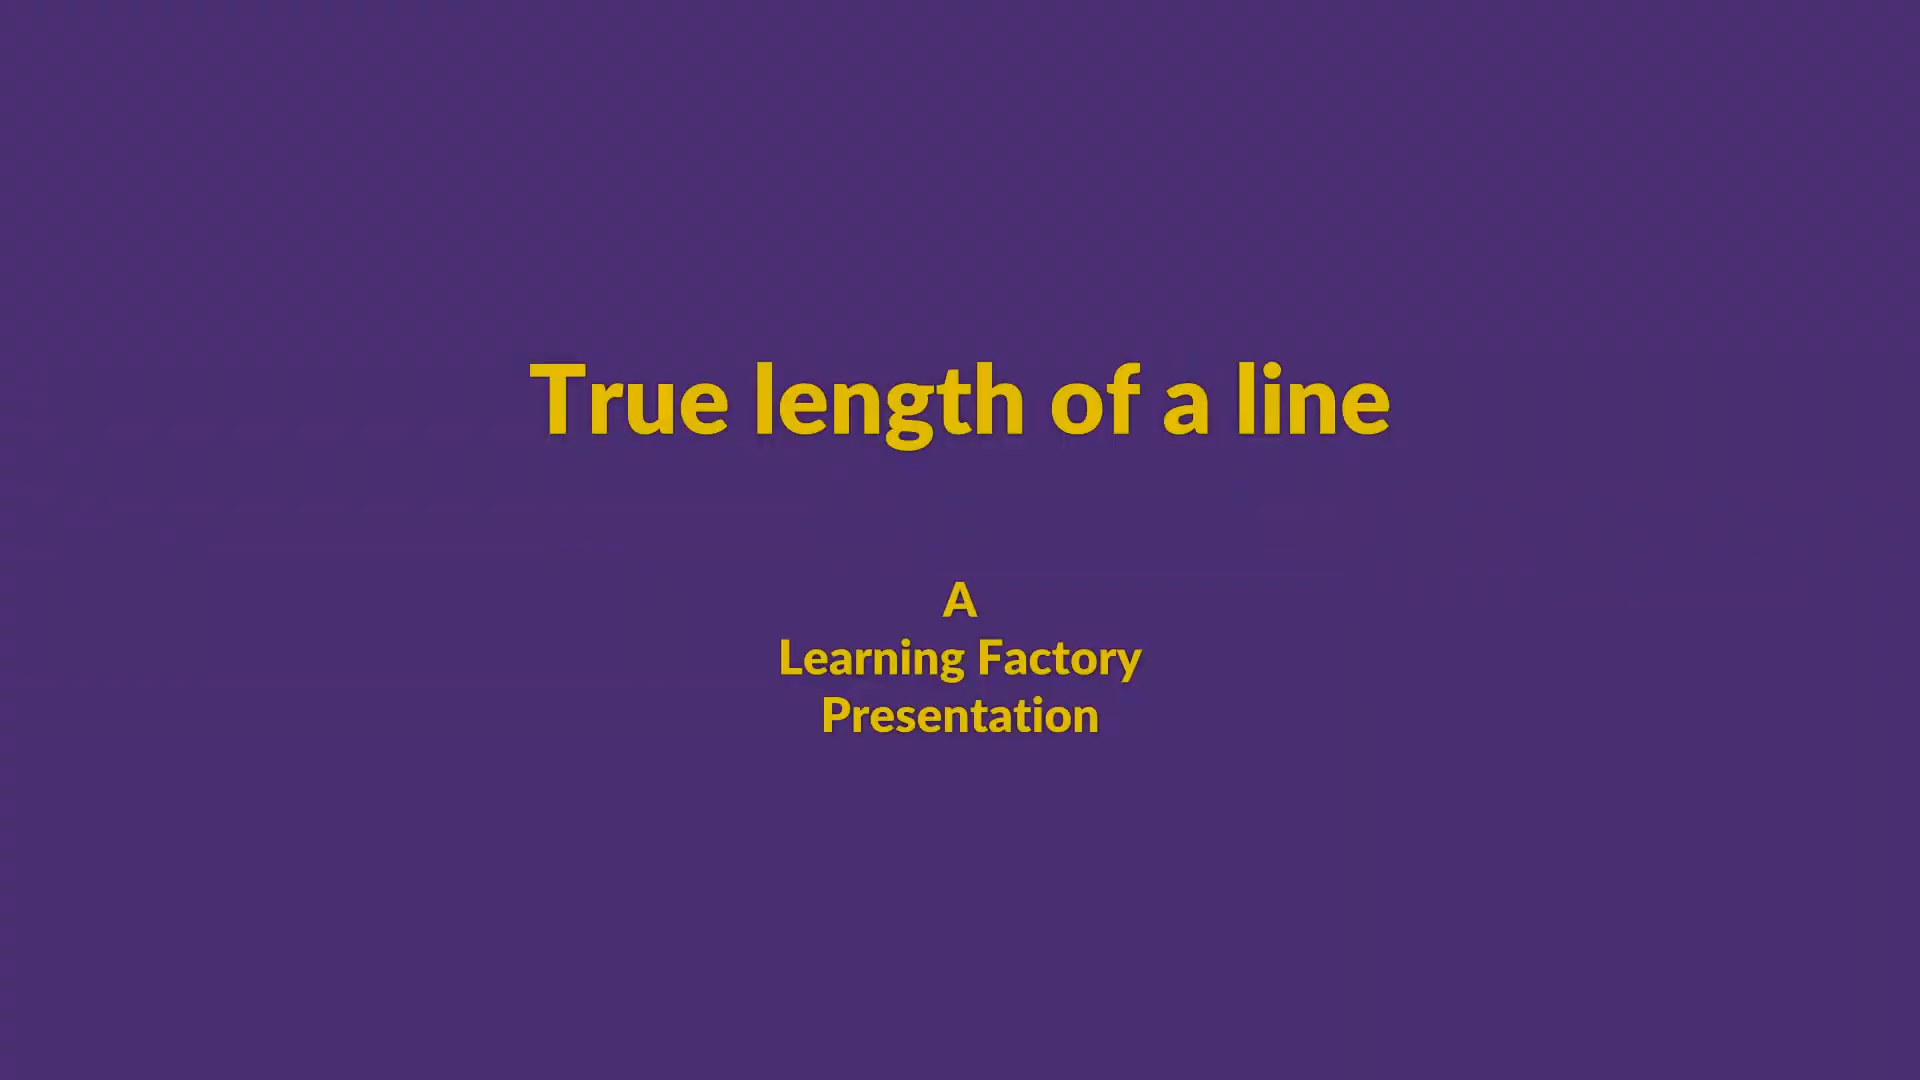 True length of a line
A
Learning Factory
Presentation